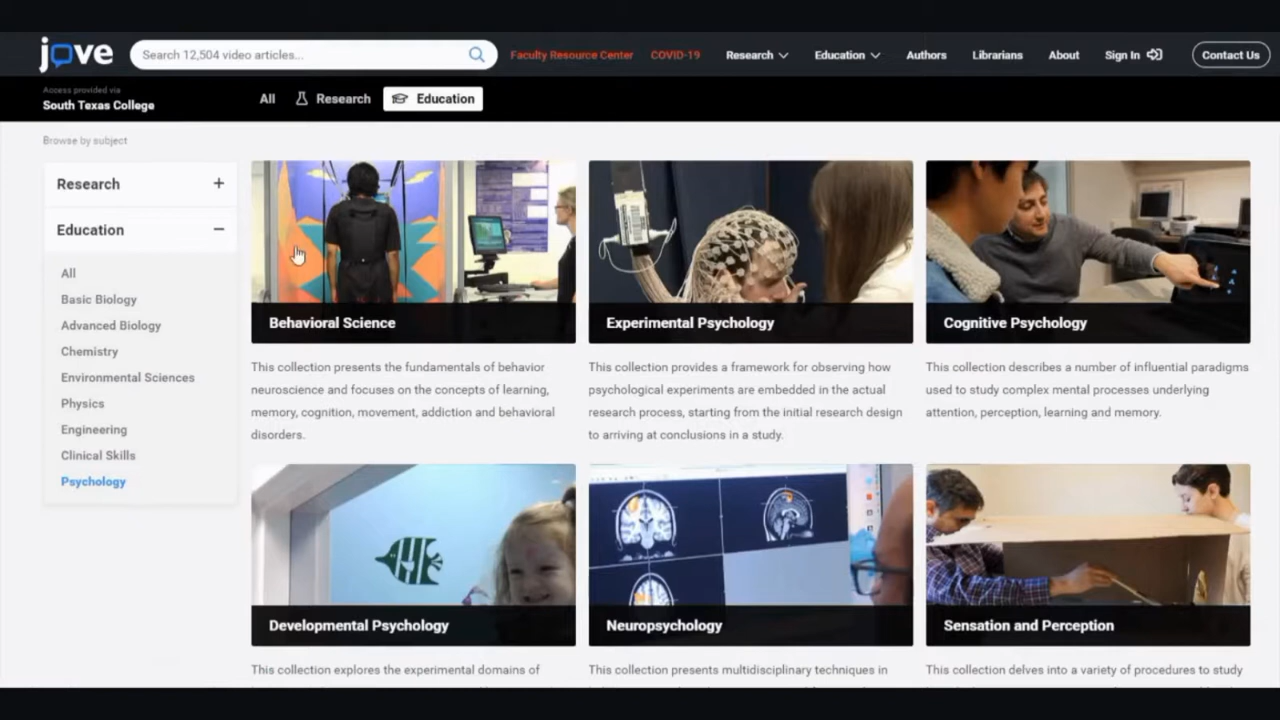 jove
Search 12,504 video articles...
Faculty Resource Center
COVID-19
Research
Education
Authors
Librarians
About
Sign In
Contact Us
Access provided via
South Texas College
All
Research
Education
Browse by subject
Research
Education
All
Basic Biology
Advanced Biology
Chemistry
Environmental Sciences
Physics
Engineering
Clinical Skills
Psychology
Behavioral Science
This collection presents the fundamentals of behavior
neuroscience and focuses on the concepts of learning,
memory, cognition, movement, addiction and behavioral
disorders.
Experimental Psychology
This collection provides a framework for observing how
psychological experiments are embedded in the actual
research process, starting from the initial research design
to arriving at conclusions in a study.
Cognitive Psychology
This collection describes a number of influential paradigms
used to study complex mental processes underlying
attention, perception, learning and memory.
Developmental Psychology
This collection explores the experimental domains of
Neuropsychology
This collection presents multidisciplinary techniques in
Sensation and Perception
This collection delves into a variety of procedures to study